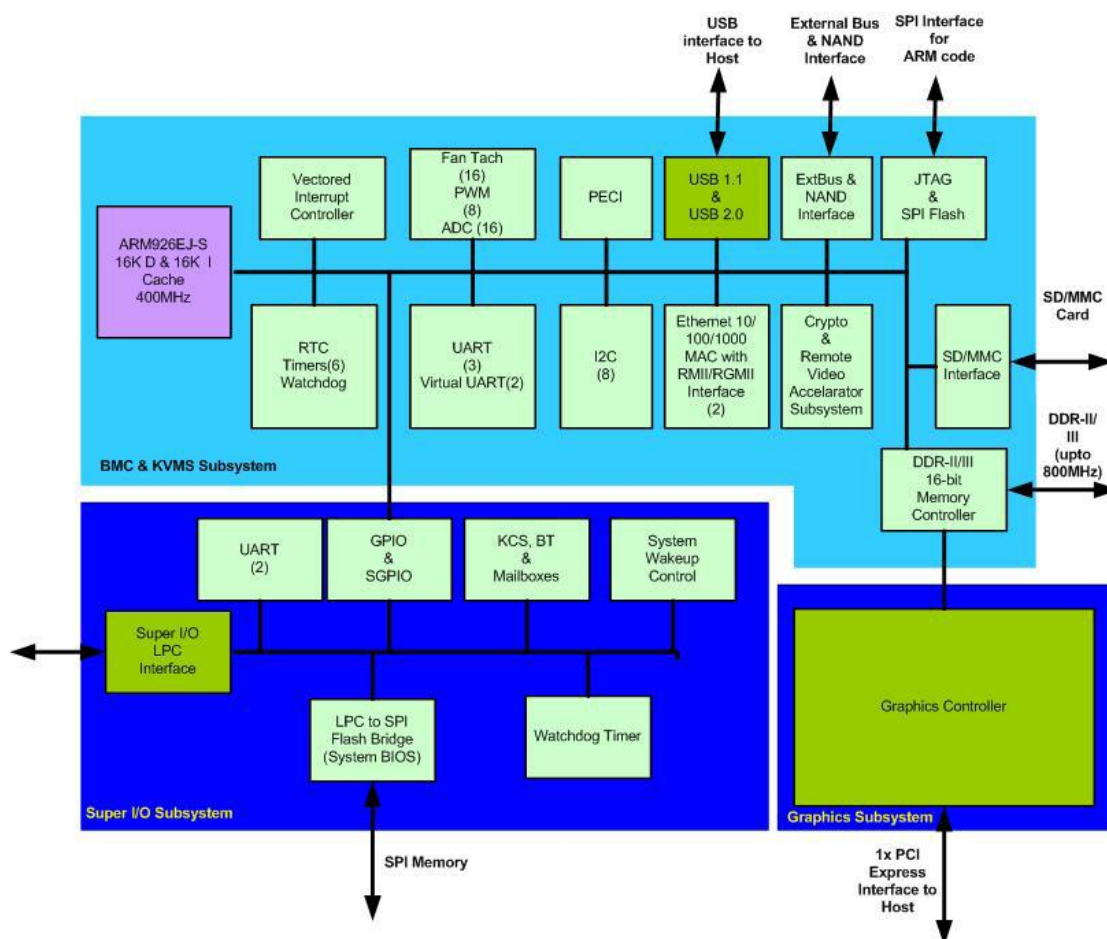 USB
interface to
Host
External Bus
& NAND
Interface
SPI Interface
for
ARM code
Vectored
Interrupt
Controller
Fan Tach
(16)
PWM
(8)
ADC (16)
PECI
USB 1.1
&
USB 2.0
ExtBus &
NAND
Interface
JTAG
&
SPI Flash
ARM926EJ-S
16K D & 16K I
Cache
400MHz
RTC
Timers(6)
Watchdog
UART
(3)
Virtual UART(2)
I2C
(8)
Ethernet 10/
100/1000
MAC with
RMII/RGMII
Interface
(2)
Crypto
&
Remote
Video
Accelarator
Subsystem
SD/MMC
Interface
SD/MMC
Card
BMC & KVMS Subsystem
DDR-II/III
16-bit
Memory
Controller
DDR-II/
III
(upto
800MHz)
UART
(2)
GPIO
&
SGPIO
KCS, BT
&
Mailboxes
System
Wakeup
Control
Super I/O
LPC
Interface
LPC to SPI
Flash Bridge
(System BIOS)
Watchdog Timer
Super I/O Subsystem
SPI Memory
Graphics Controller
Graphics Subsystem
1x PCI
Express
Interface to
Host